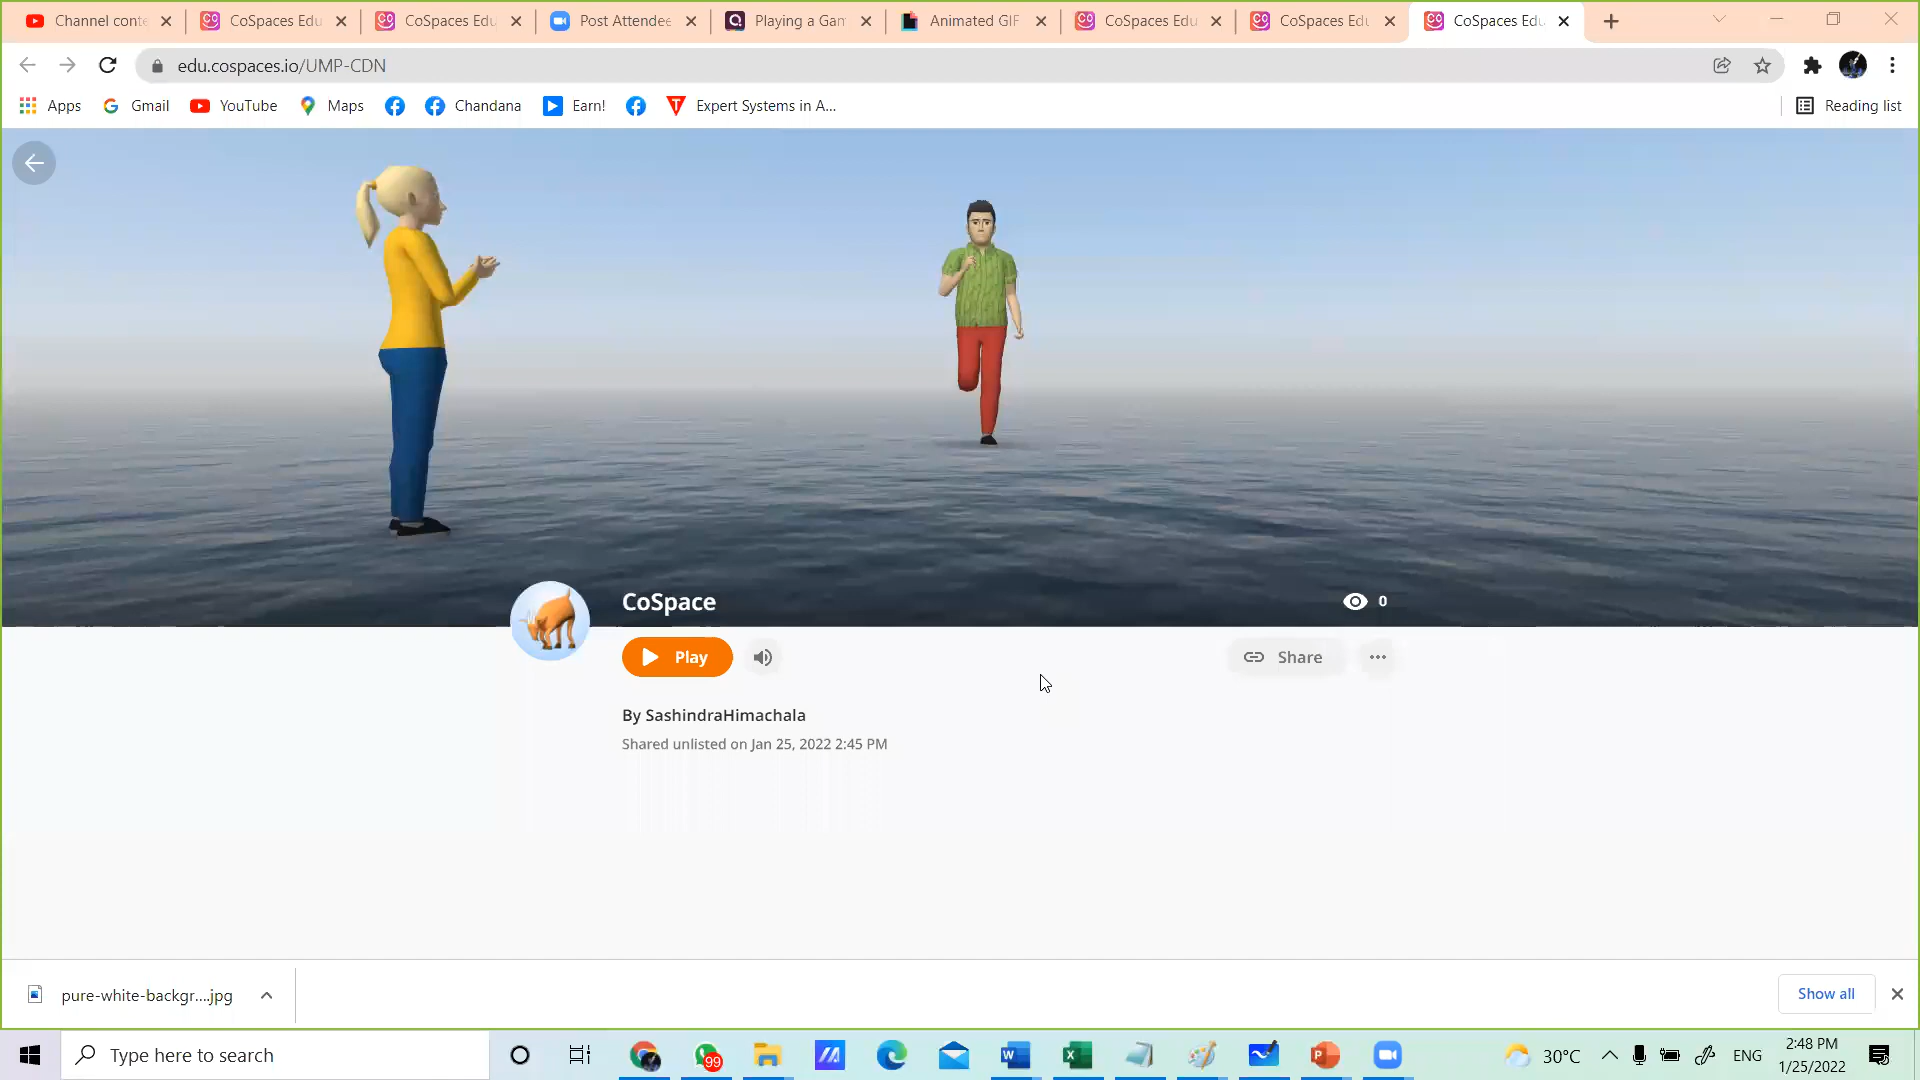 Channel conte
CoSpaces Edu
CoSpaces Edu
Post Attendee
Playing a Gam
Animated GIF
CoSpaces Edu
CoSpaces Edu
CoSpaces Edu
edu.cospaces.io/UMP-CDN
Apps
Gmail
YouTube
Maps
Chandana
Earn!
Expert Systems in A...
Reading list
CoSpace
0
Play
Share
By SashindraHimachala
Shared unlisted on Jan 25, 2022 2:45 PM
pure-white-backgr....jpg
Show all
Type here to search
99
30°C
ENG
2:48 PM
1/25/2022